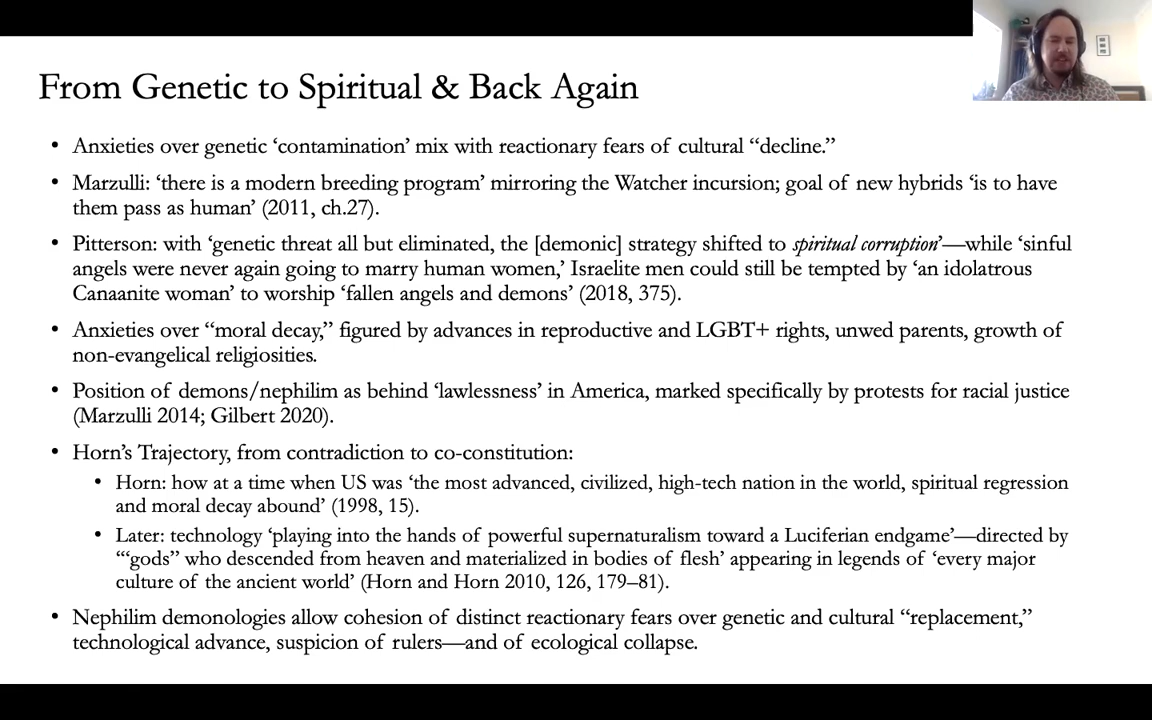 From Genetic to Spiritual & Back Again
• Anxieties over genetic ‘contamination’ mix with reactionary fears of cultural “decline.”
• Marzulli: ‘there is a modern breeding program’ mirroring the Watcher incursion; goal of new hybrids ‘is to have
them pass as human’ (2011, ch.27).
• Pitterson: with ‘genetic threat all but eliminated, the [demonic] strategy shifted to spiritual corruption’—while ‘sinful
angels were never again going to marry human women,’ Israelite men could still be tempted by ‘an idolatrous
Canaanite woman’ to worship ‘fallen angels and demons’ (2018, 375).
• Anxieties over “moral decay,” figured by advances in reproductive and LGBT+ rights, unwed parents, growth of
non-evangelical religiosities.
• Position of demons/nephilim as behind ‘lawlessness’ in America, marked specifically by protests for racial justice
(Marzulli 2014; Gilbert 2020).
• Horn’s Trajectory, from contradiction to co-constitution:
• Horn: how at a time when US was ‘the most advanced, civilized, high-tech nation in the world, spiritual regression
and moral decay abound’ (1998, 15).
• Later: technology ‘playing into the hands of powerful supernaturalism toward a Luciferian endgame’—directed by
“‘gods” who descended from heaven and materialized in bodies of flesh’ appearing in legends of ‘every major
culture of the ancient world’ (Horn and Horn 2010, 126, 179–81).
• Nephilim demonologies allow cohesion of distinct reactionary fears over genetic and cultural “replacement,”
technological advance, suspicion of rulers—and of ecological collapse.